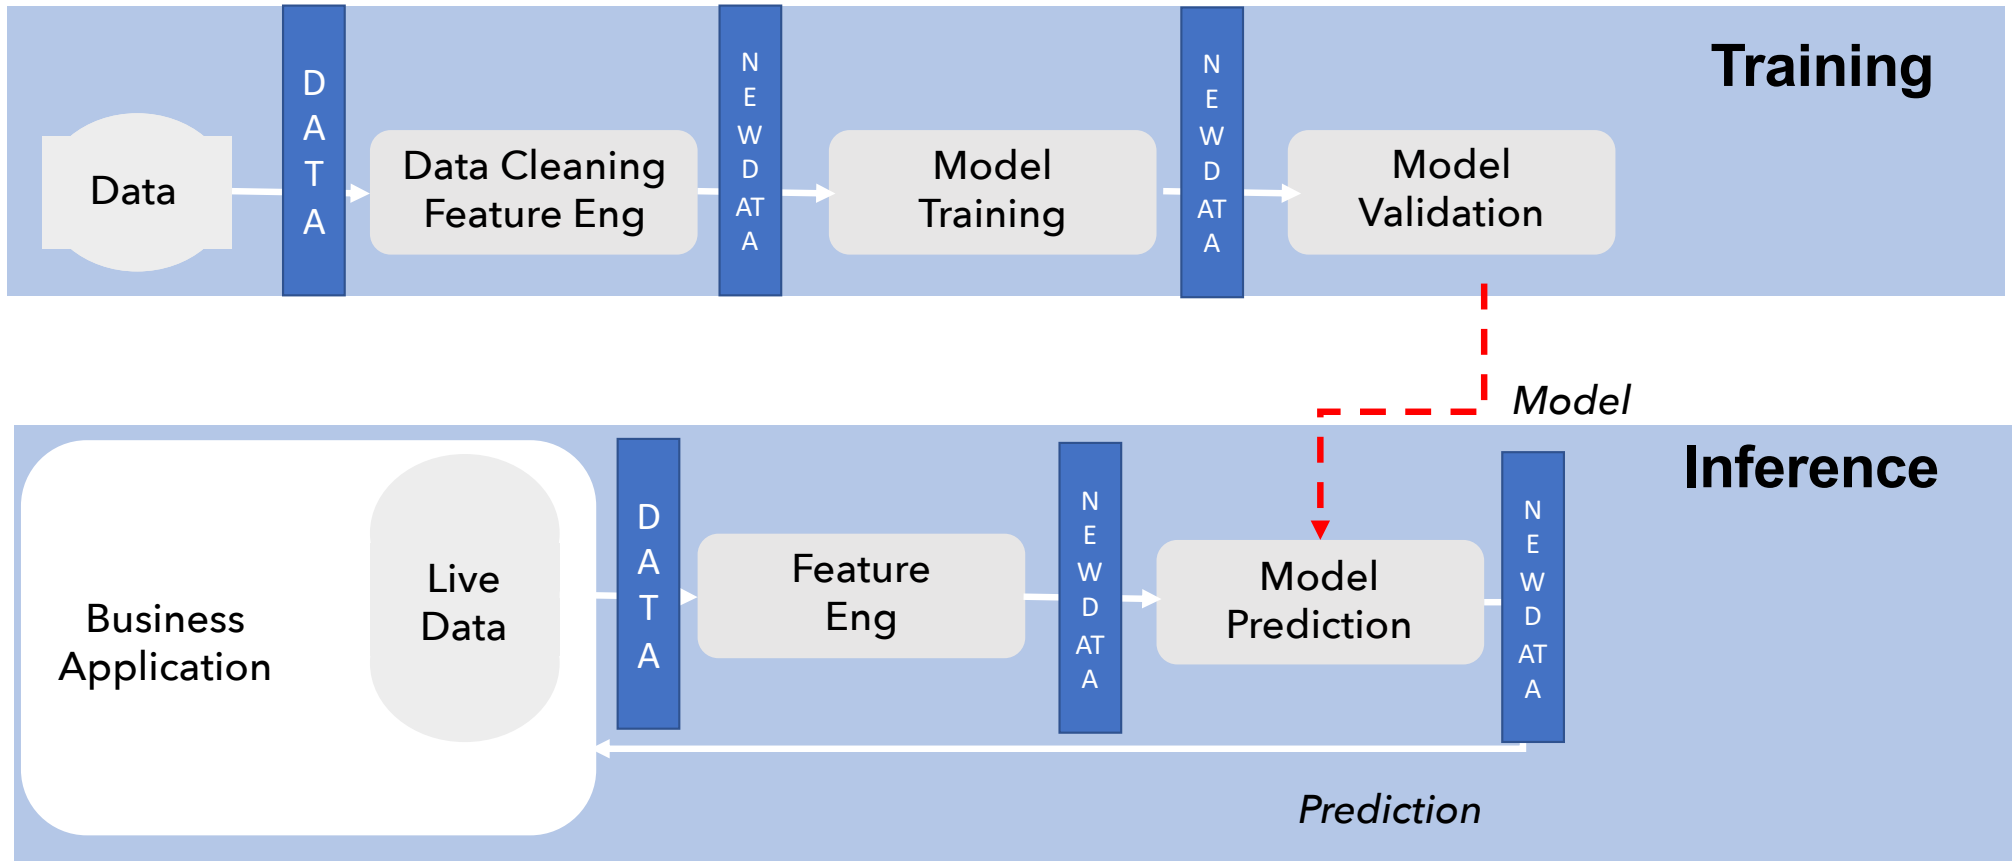 Training
Data
D
A
T
A
Data Cleaning
Feature Eng
N
E
W
D
AT
A
Model
Training
N
E
W
D
AT
A
Model
Validation
Model
Inference
Business
Application
Live
Data
D
A
T
A
Feature
Eng
N
E
W
D
AT
A
Model
Prediction
N
E
W
D
AT
A
Prediction